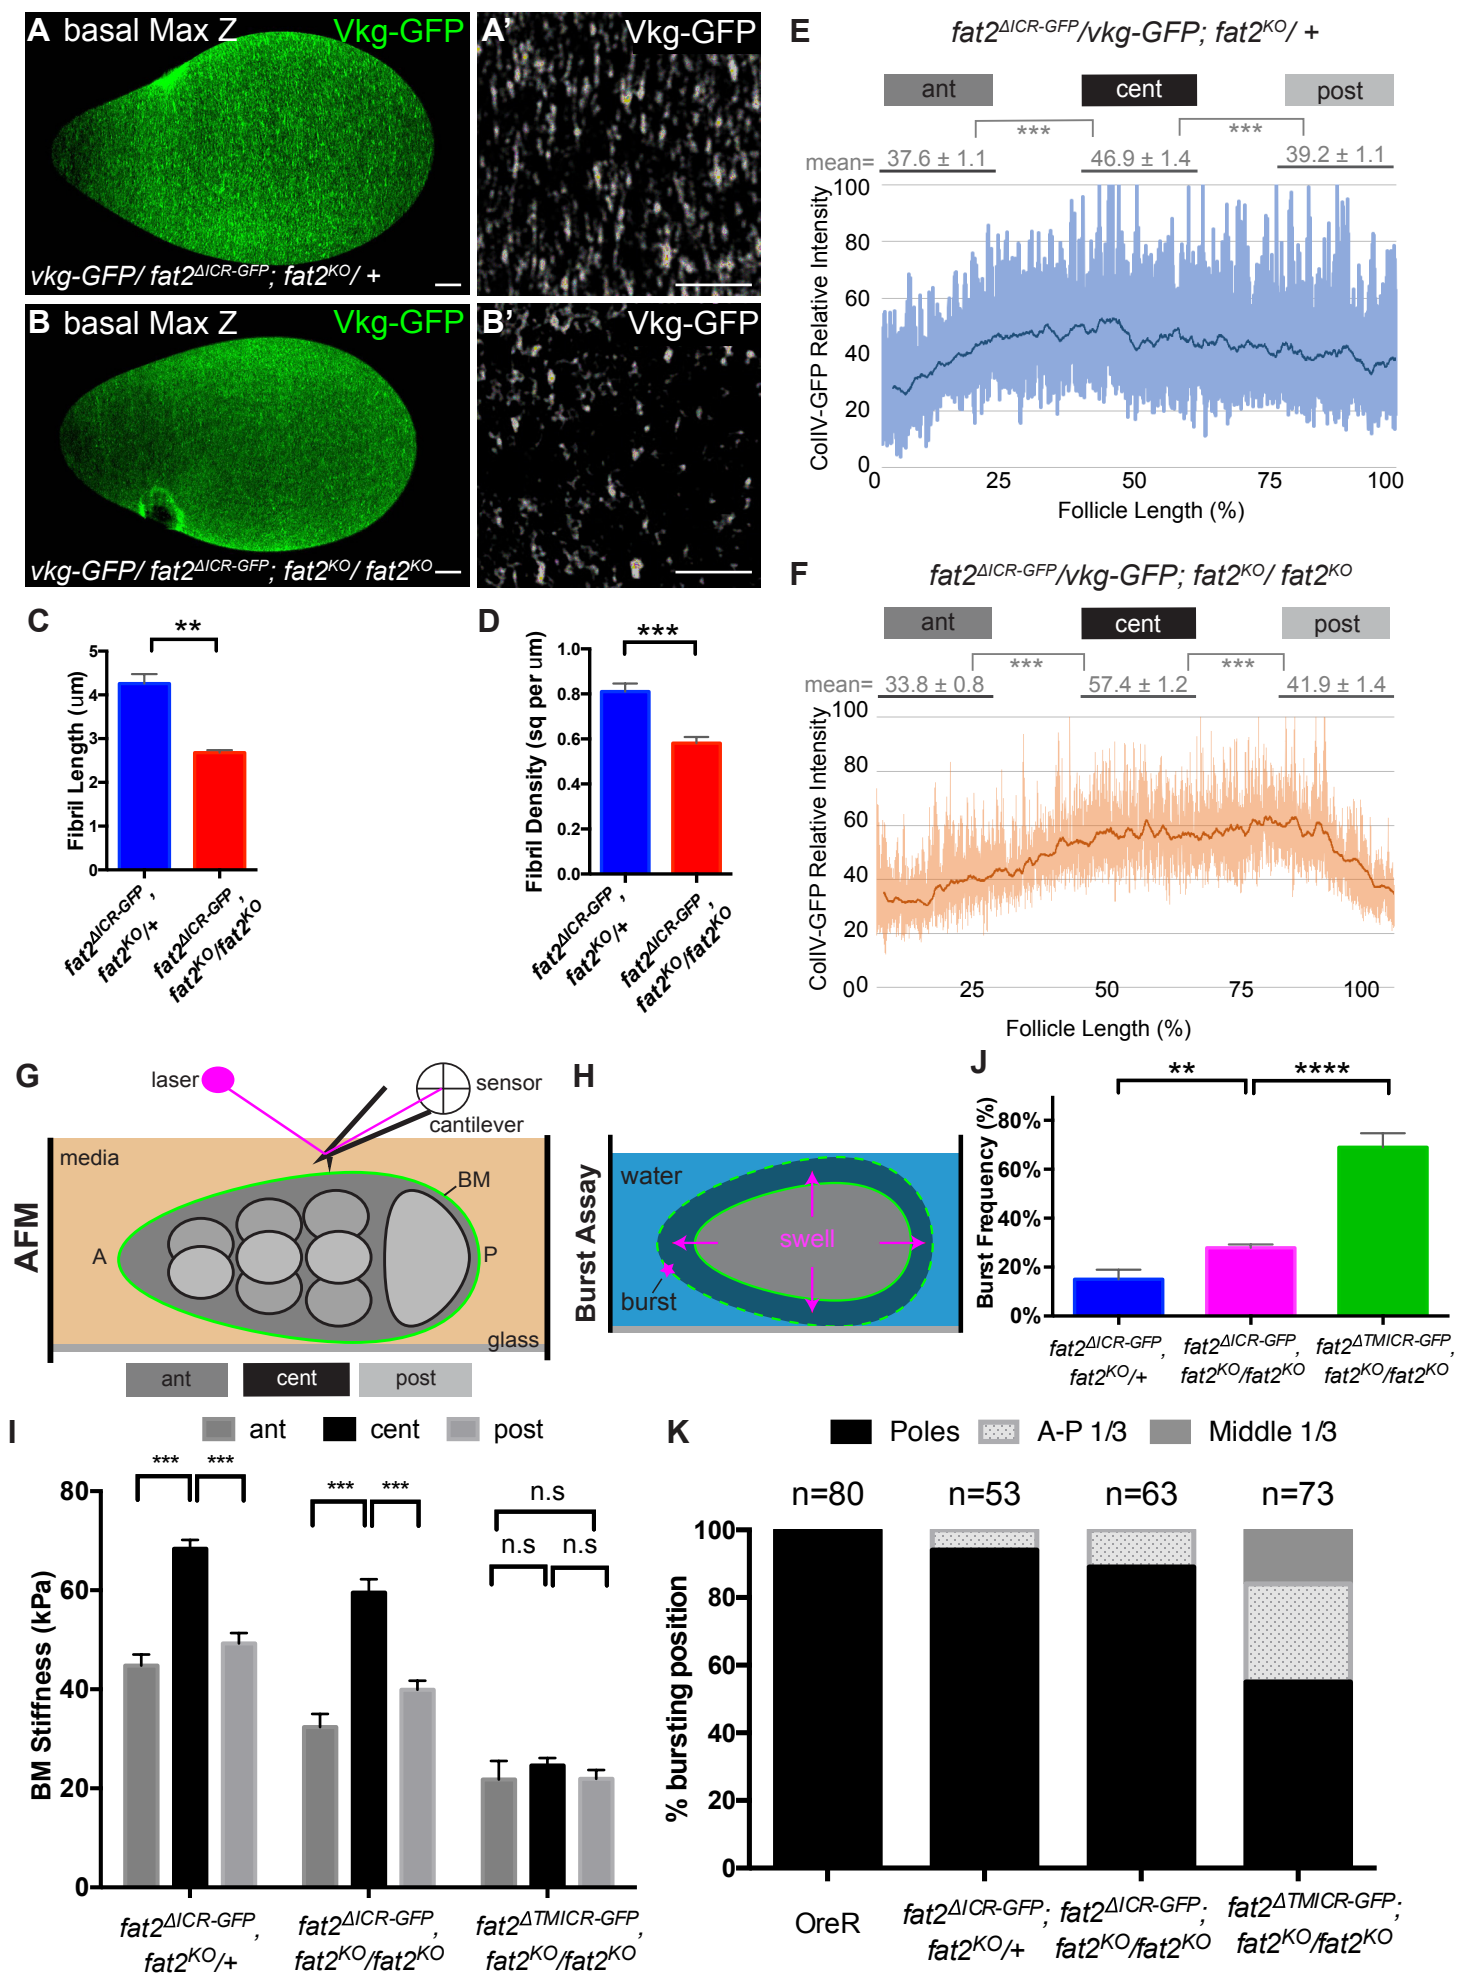 A basal Max Z Vkg-GFP
vkg-GFP/ fat2ΔICR-GFP; fat2KO/ +
A' Vkg-GFP
B basal Max Z Vkg-GFP
vkg-GFP/ fat2ΔICR-GFP; fat2KO/ fat2KO
B' Vkg-GFP
C
**
Fibril Length (um)
5
4
3
2
1
0
fat2ΔICR-GFP,
fat2KO/+
fat2ΔICR-GFP,
fat2KO/fat2KO
D
***
Fibril Density (sq per um)
1.0
0.8
0.6
0.4
0.2
0.0
fat2ΔICR-GFP,
fat2KO/+
fat2ΔICR-GFP,
fat2KO/fat2KO
E
fat2ΔICR-GFP/vkg-GFP; fat2KO/ +
ant cent post
*** ***
mean= 37.6 ± 1.1 46.9 ± 1.4 39.2 ± 1.1
CollV-GFP Relative Intensity
100
80
60
40
20
0
0 25 50 75 100
Follicle Length (%)
F
fat2ΔICR-GFP/vkg-GFP; fat2KO/ fat2KO
ant cent post
*** ***
mean= 33.8 ± 0.8 57.4 ± 1.2 41.9 ± 1.4
CollV-GFP Relative Intensity
100
80
60
40
20
0
0 25 50 75 100
Follicle Length (%)
G
AFM
laser
sensor
cantilever
media
BM
A
P
glass
ant cent post
H
Burst Assay
water
swell
burst
J
** ****
Burst Frequency (%)
80%
60%
40%
20%
0%
fat2ΔICR-GFP,
fat2KO/+
fat2ΔICR-GFP,
fat2KO/fat2KO
fat2ΔTMICR-GFP,
fat2KO/fat2KO
I
ant cent post
*** ***
*** ***
n.s
n.s n.s
BM Stiffness (kPa)
80
60
40
20
0
fat2ΔICR-GFP,
fat2KO/+
fat2ΔICR-GFP,
fat2KO/fat2KO
fat2ΔTMICR-GFP,
fat2KO/fat2KO
K
Poles A-P 1/3 Middle 1/3
n=80 n=53 n=63 n=73
% bursting position
100
80
60
40
20
0
OreR
fat2ΔICR-GFP;
fat2KO/+
fat2ΔICR-GFP;
fat2KO/fat2KO
fat2ΔTMICR-GFP;
fat2KO/fat2KO